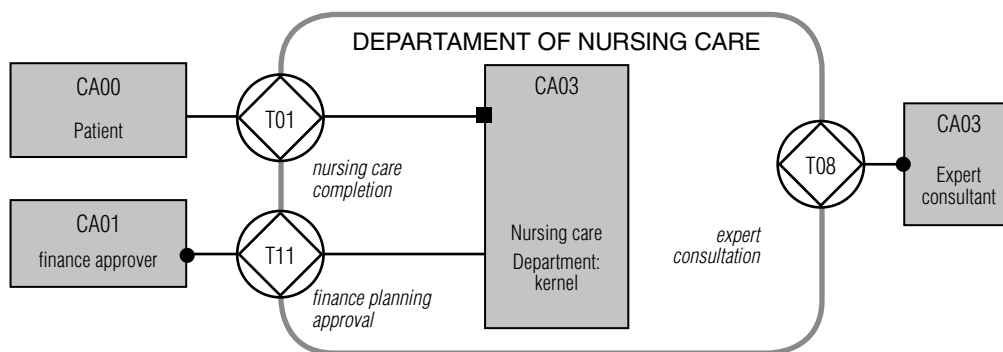 DEPARTAMENT OF NURSING CARE
CA00
Patient
T01
nursing care
completion
CA01
finance approver
T11
finance planning
approval
CA03
Nursing care
Department:
kernel
expert
consultation
T08
CA03
Expert
consultant